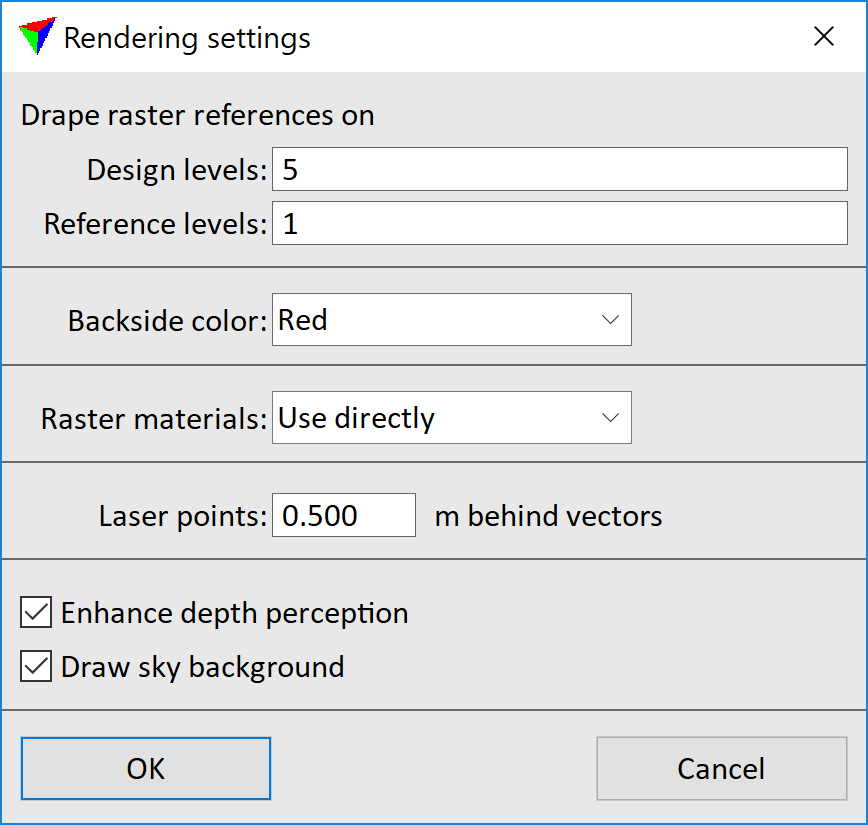 Rendering settings
Drape raster references on
Design levels: 5
Reference levels: 1
Backside color: Red
Raster materials: Use directly
Laser points: 0.500 m behind vectors
Enhance depth perception
Draw sky background
OK Cancel